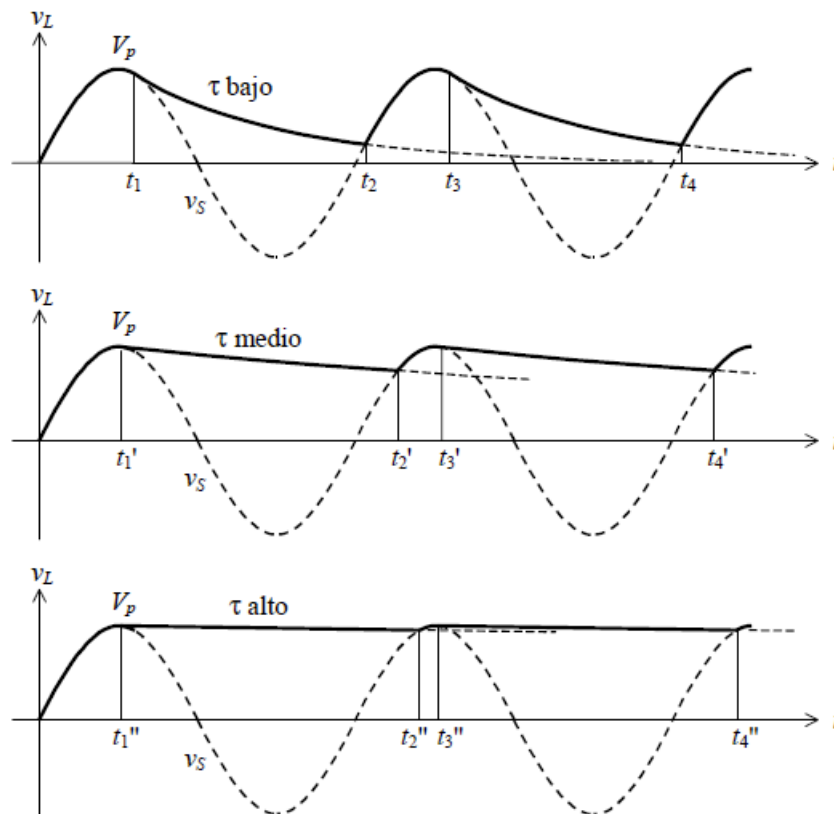 v_L
V_p
τ bajo
t_1 t_2 t_3 t_4
v_S
v_L
V_p
τ medio
t_1' t_2' t_3' t_4'
v_S
v_L
V_p
τ alto
t_1" t_2" t_3" t_4"
v_S